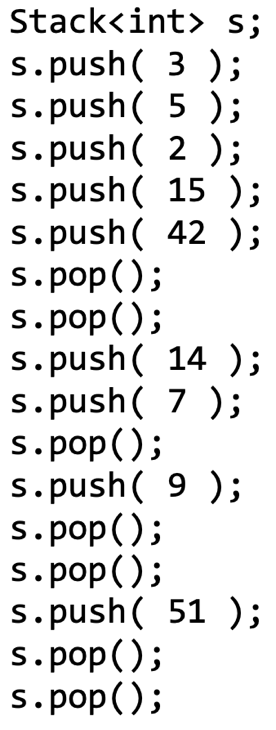 Stack<int> s;
s.push( 3 );
s.push( 5 );
s.push( 2 );
s.push( 15 );
s.push( 42 );
s.pop();
s.pop();
s.push( 14 );
s.push( 7 );
s.pop();
s.push( 9 );
s.pop();
s.pop();
s.push( 51 );
s.pop();
s.pop();